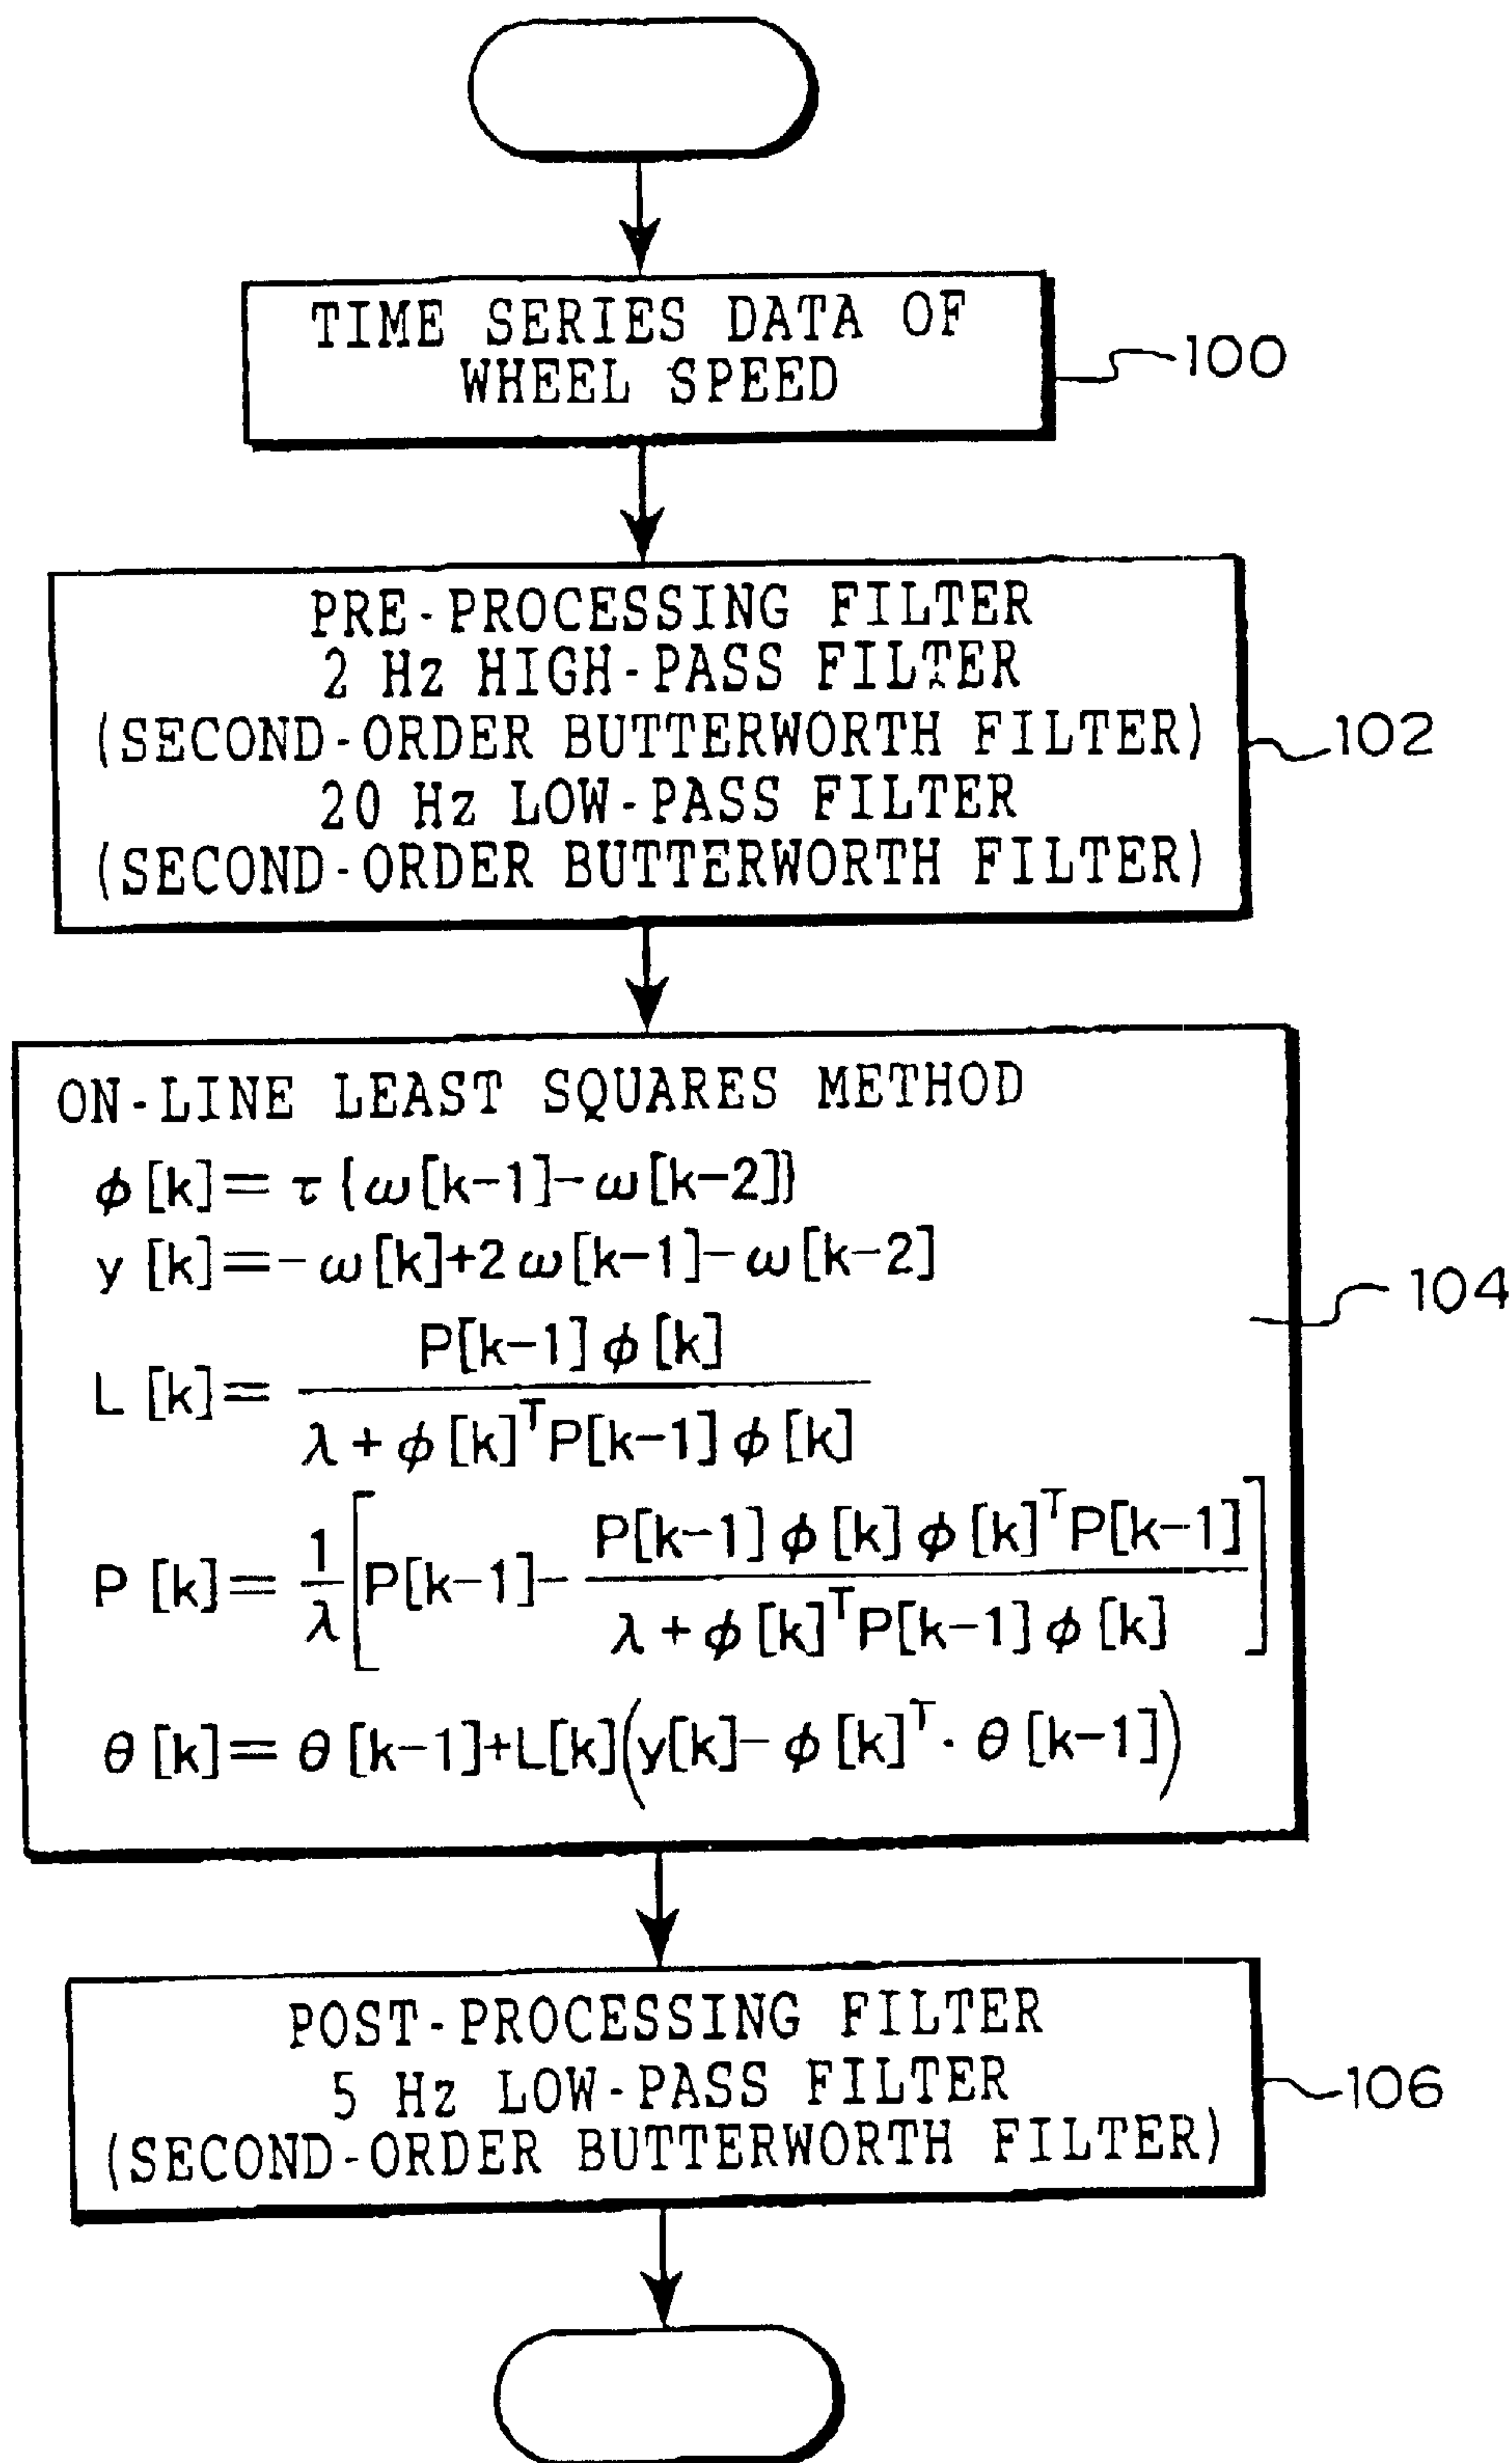 TIME SERIES DATA OF
WHEEL SPEED
100
PRE-PROCESSING FILTER
2 Hz HIGH-PASS FILTER
(SECOND-ORDER BUTTERWORTH FILTER)
20 Hz LOW-PASS FILTER
(SECOND-ORDER BUTTERWORTH FILTER)
102
ON-LINE LEAST SQUARES METHOD
ϕ[k]=τ{ω[k-1]-ω[k-2]}
y[k]=-ω[k]+2ω[k-1]-ω[k-2]
L[k]= P[k-1]ϕ[k] / λ+ϕ[k]^T P[k-1]ϕ[k]
P[k]= 1/λ [P[k-1]- P[k-1]ϕ[k]ϕ[k]^T P[k-1] / λ+ϕ[k]^T P[k-1]ϕ[k]]
θ[k]=θ[k-1]+L[k](y[k]-ϕ[k]^T·θ[k-1])
104
POST-PROCESSING FILTER
5 Hz LOW-PASS FILTER
(SECOND-ORDER BUTTERWORTH FILTER)
106